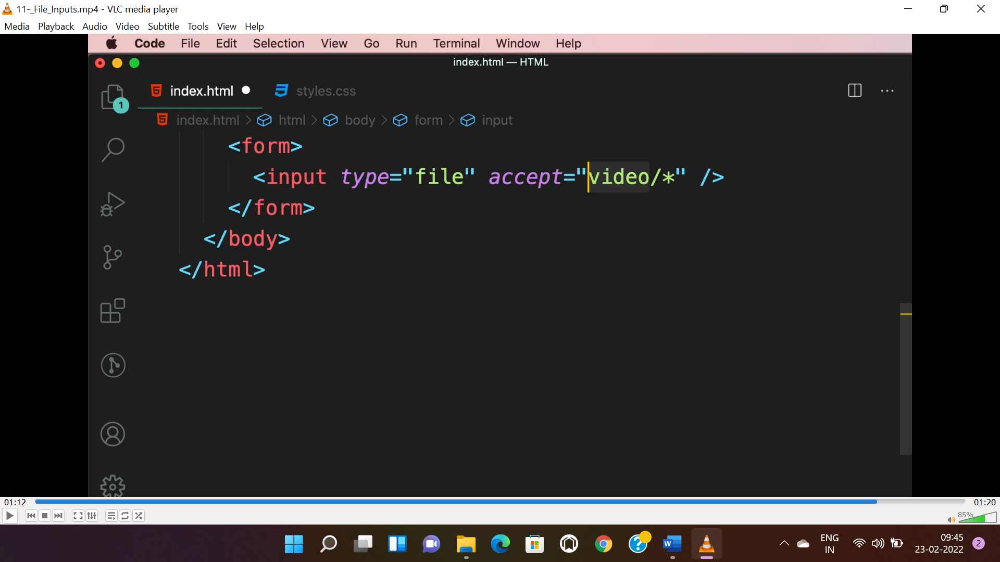 11-_File_Inputs.mp4 - VLC media player
Media Playback Audio Video Subtitle Tools View Help
Code File Edit Selection View Go Run Terminal Window Help
index.html — HTML
index.html styles.css
1
index.html > html > body > form > input
<form>
<input type="file" accept="video/*" />
</form>
</body>
</html>
01:12 01:20
85%
W
ENG
IN
09:45
23-02-2022
2